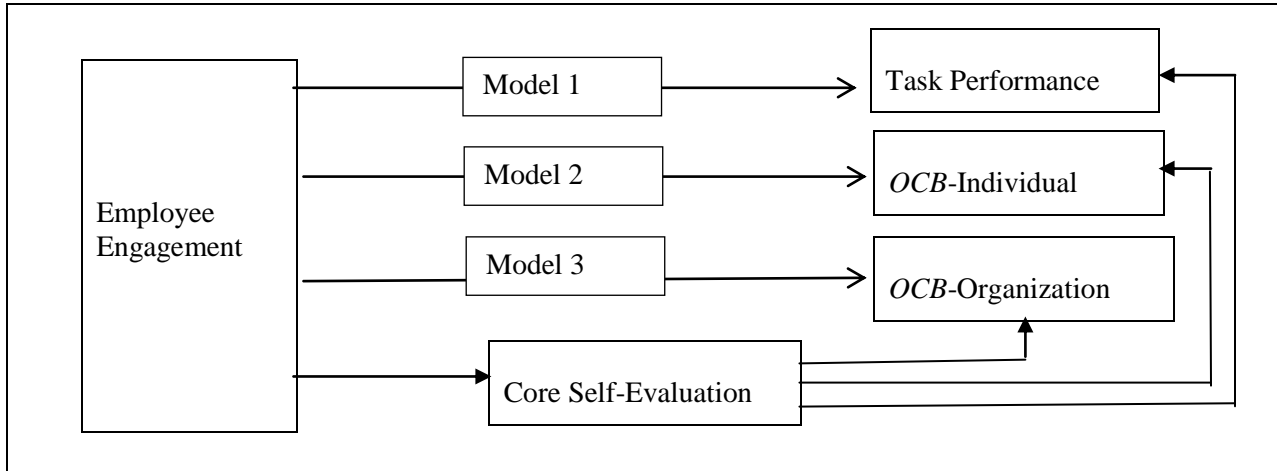 Employee
Engagement
Model 1
Task Performance
Model 2
OCB-Individual
Model 3
OCB-Organization
Core Self-Evaluation